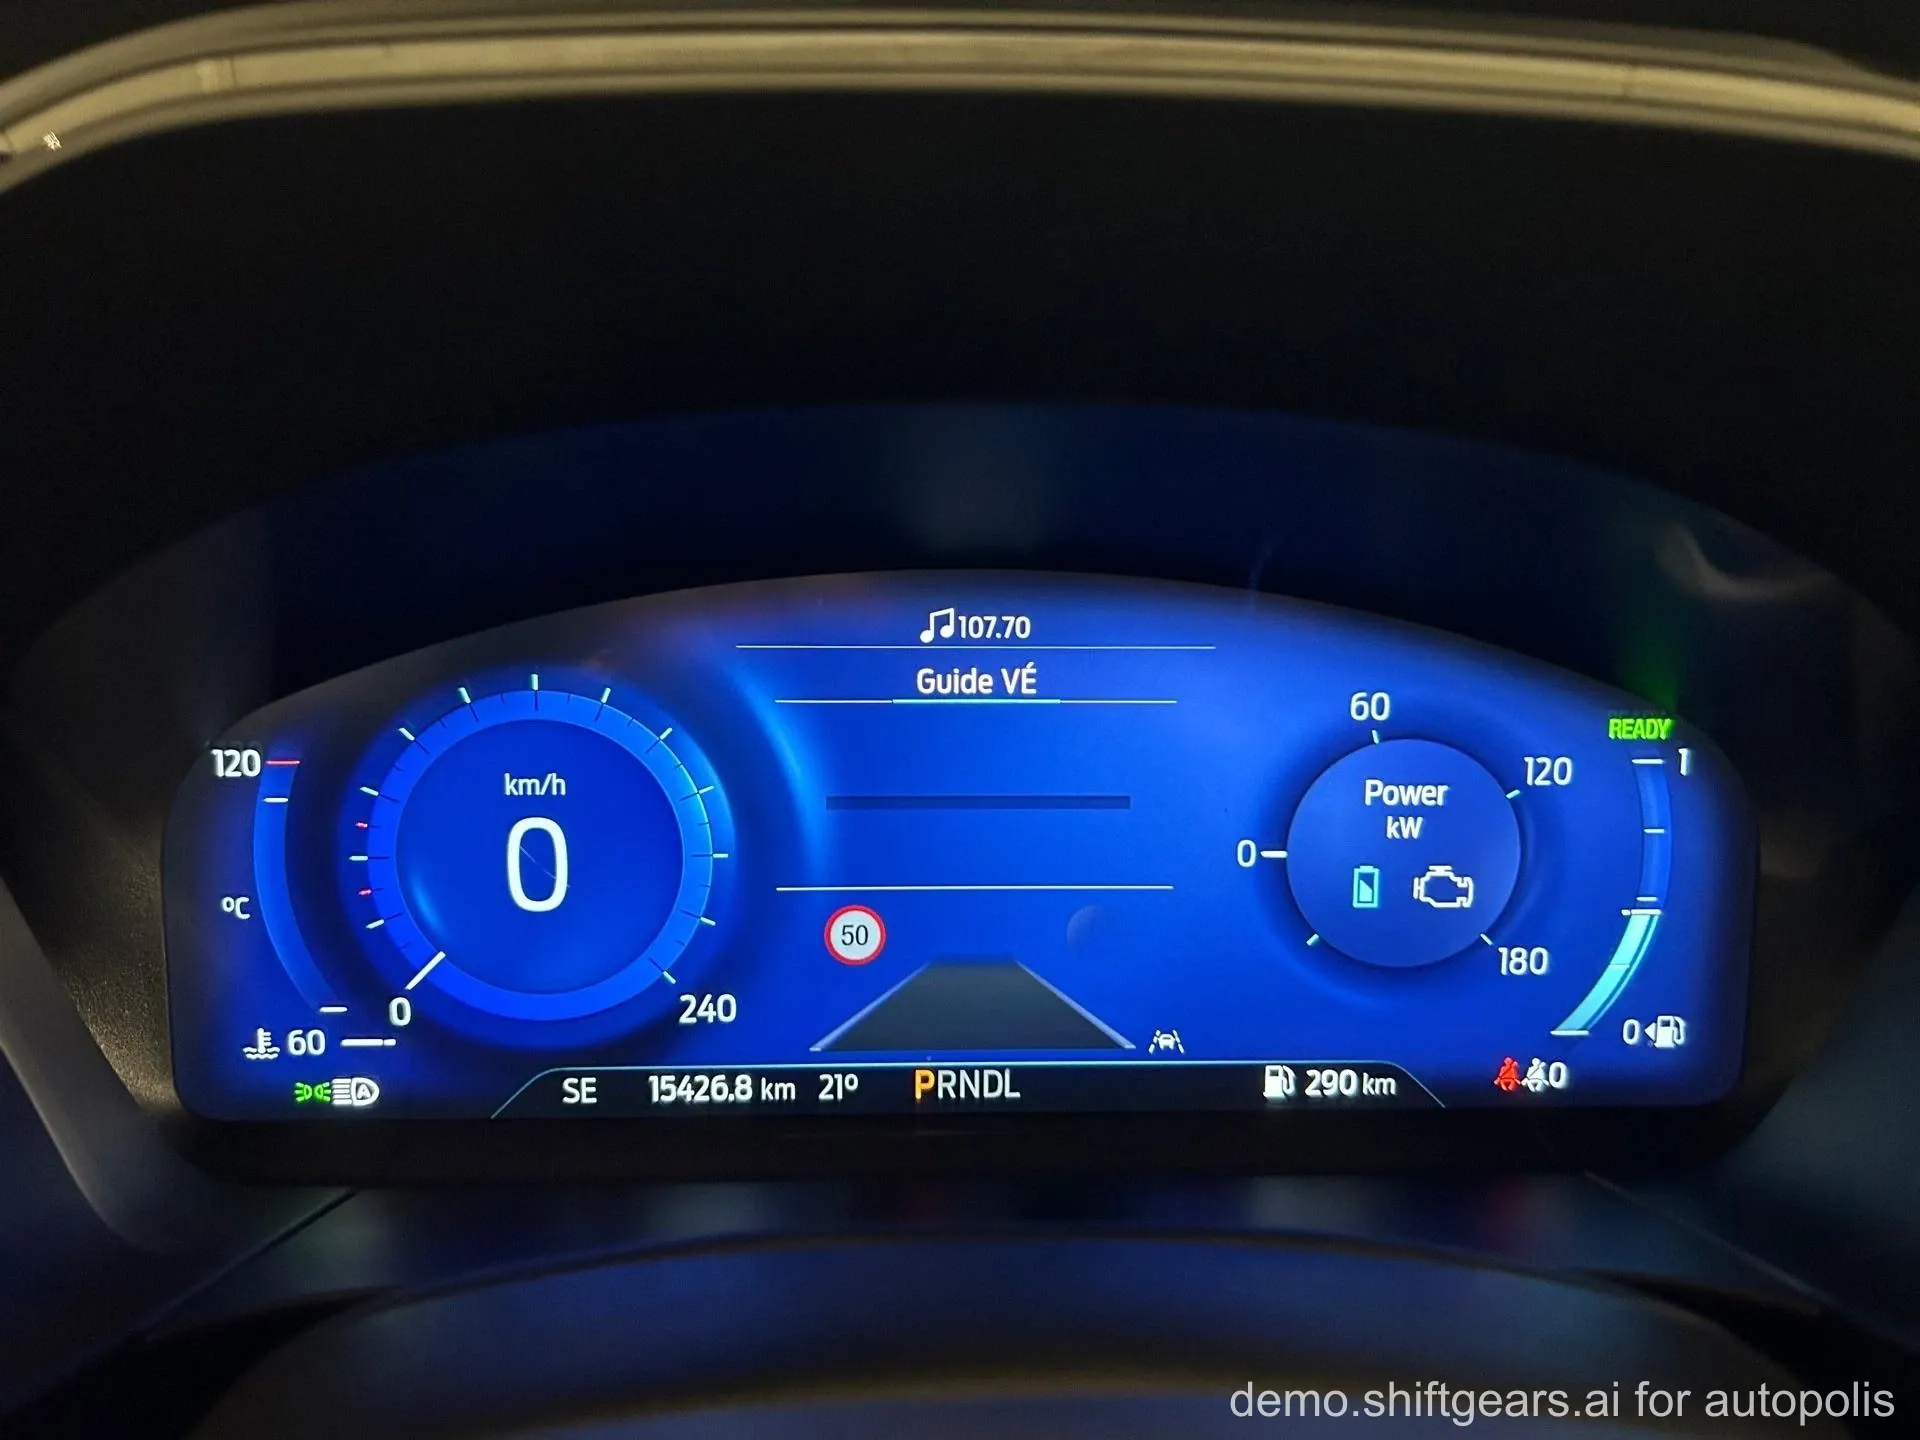 107.70
Guide VÉ
km/h
0
0
240
120
°C
60
50
60
120
Power
kW
0
180
READY
1
0
SE
15426.8 km
21°
PRNDL
290 km
0
A
demo.shiftgears.ai for autopolis